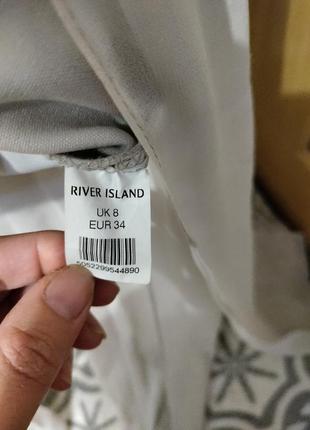 RIVER ISLAND
UK 8
EUR 34
5052299544890